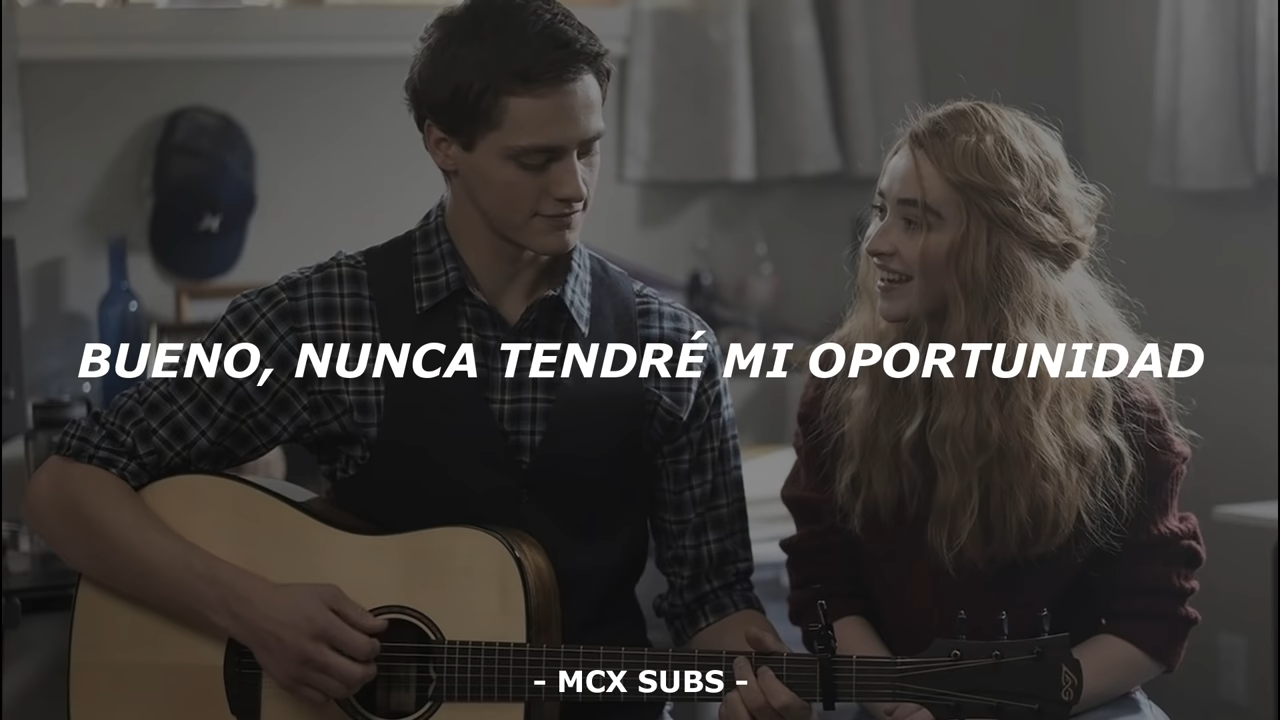 BUENO, NUNCA TENDRÉ MI OPORTUNIDAD
- MCX SUBS -